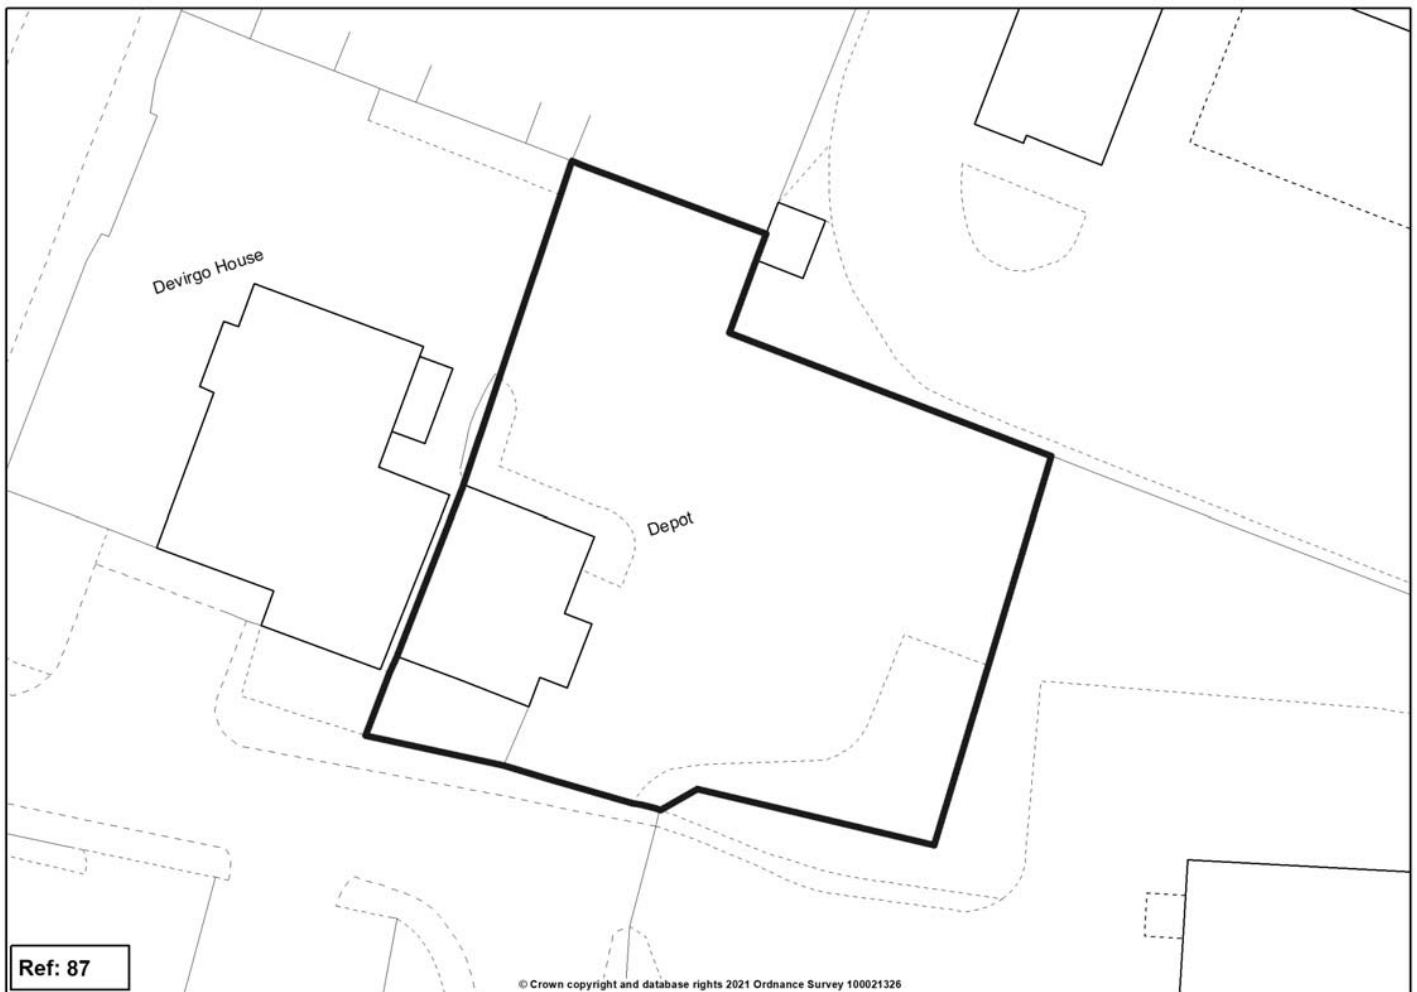 Devirgo House
Depot
Ref: 87
© Crown copyright and database rights 2021 Ordnance Survey 100021326